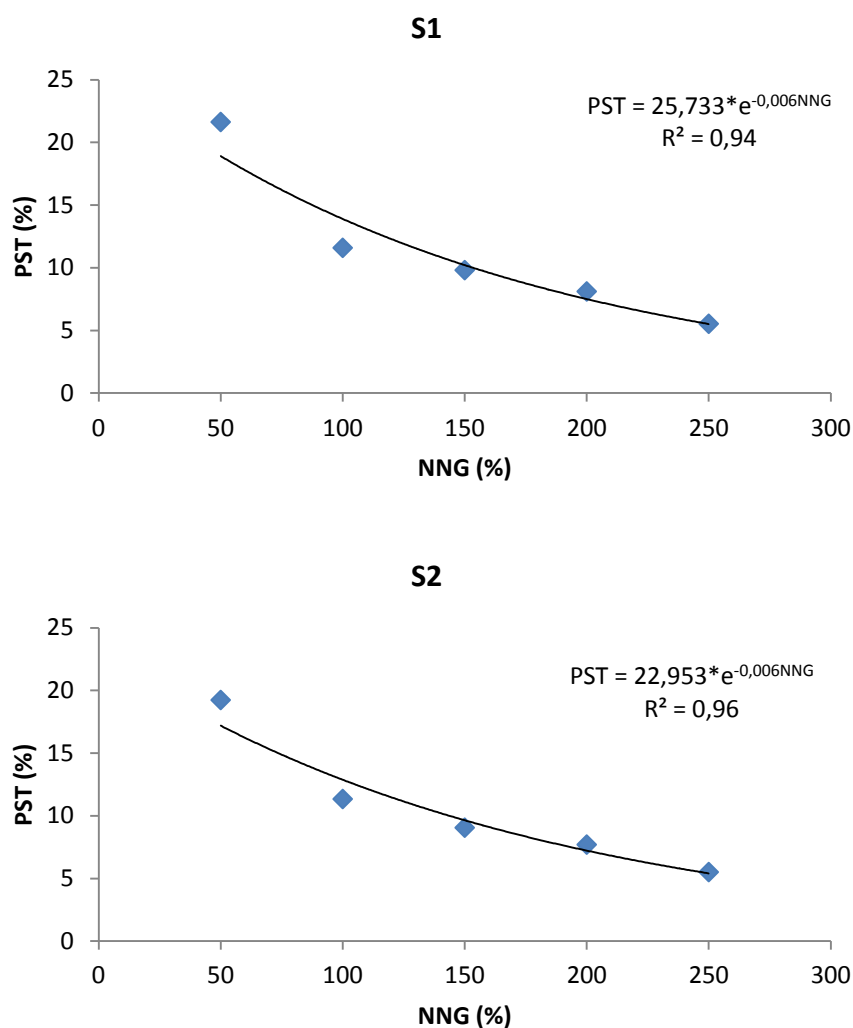 S1
25
PST = 25,733*e-0,006NNG
R² = 0,94
20
15
10
5
0
PST (%)
0 50 100 150 200 250 300
NNG (%)
S2
25
PST = 22,953*e-0,006NNG
R² = 0,96
20
15
10
5
0
PST (%)
0 50 100 150 200 250 300
NNG (%)